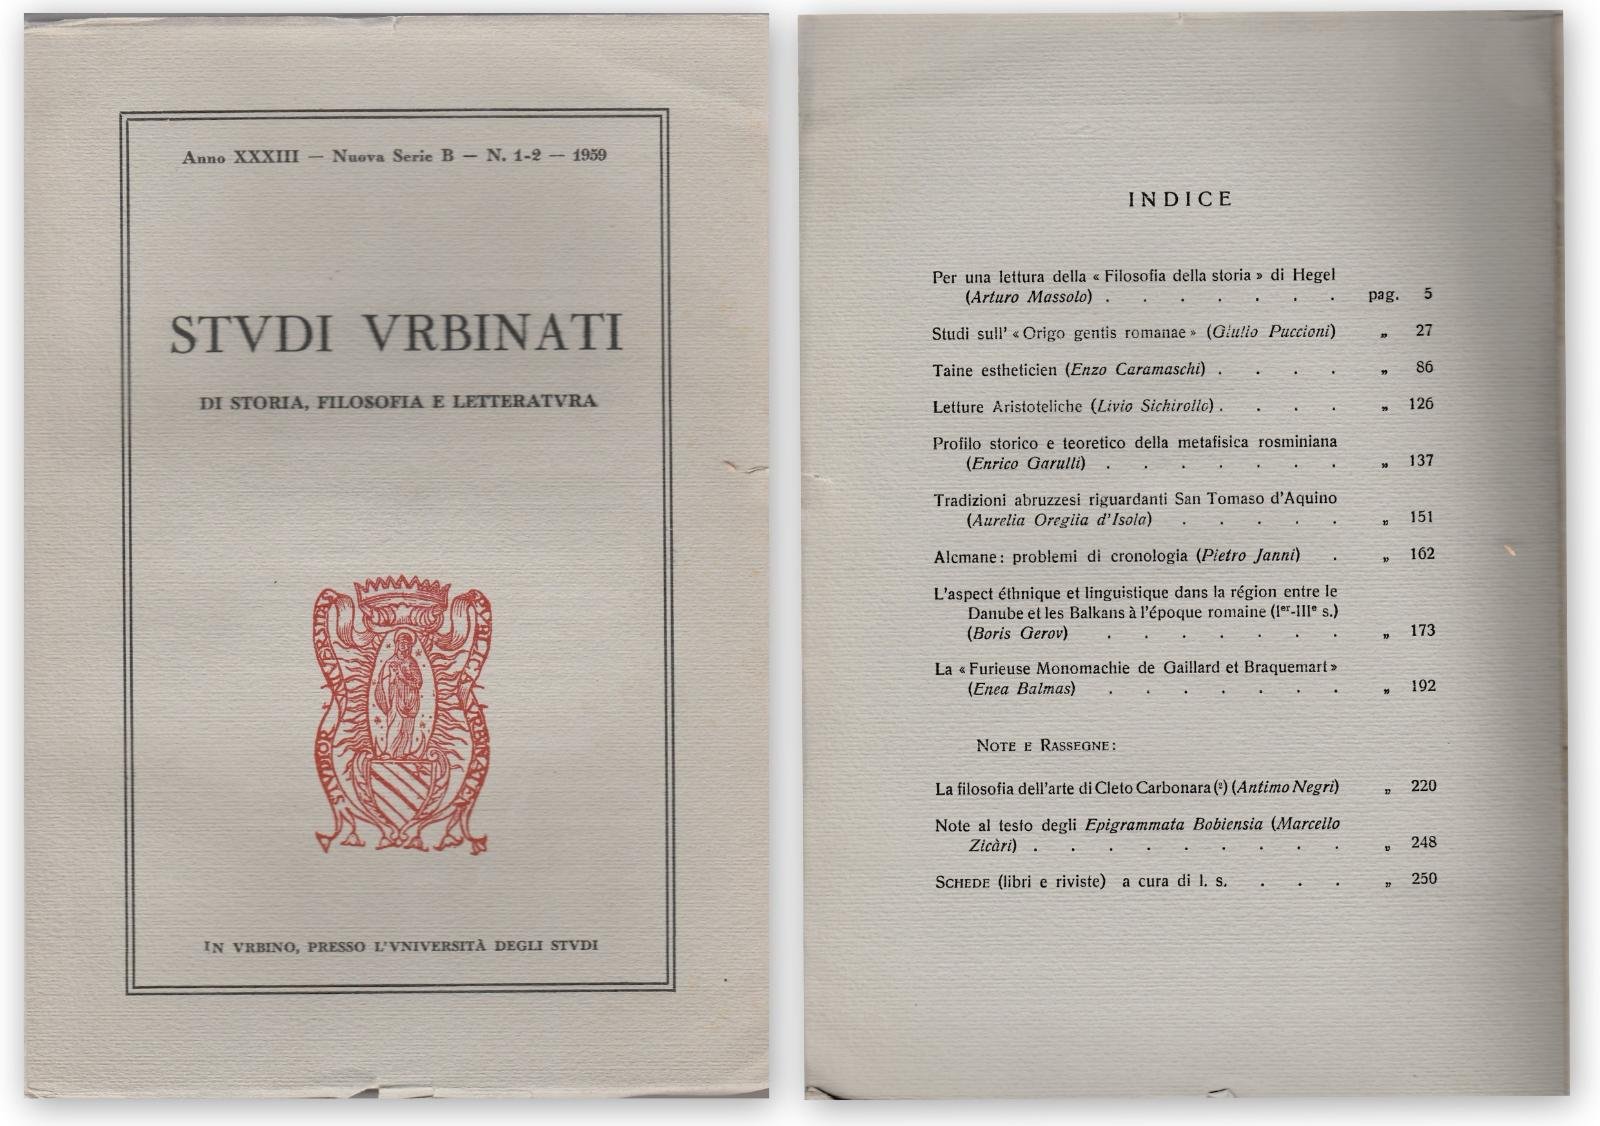 Anno XXXIII — Nuova Serie B — N. 1-2 — 1959
STVDI VRBINATI
DI STORIA, FILOSOFIA E LETTERATVRA
STVDIOR VNIVERSITAS
PVBLICA VRBINATEN
IN VRBINO, PRESSO L'VNIVERSITÀ DEGLI STVDI
INDICE
Per una lettura della « Filosofia della storia » di Hegel
(Arturo Massolo) . . . . . . . pag. 5
Studi sull' « Origo gentis romanae » (Giulio Puccioni) „ 27
Taine estheticien (Enzo Caramaschi) . . . . „ 86
Letture Aristoteliche (Livio Sichirollo) . . . . „ 126
Profilo storico e teoretico della metafisica rosminiana
(Enrico Garulli) . . . . . . . „ 137
Tradizioni abruzzesi riguardanti San Tomaso d'Aquino
(Aurelia Oregiia d'Isola) . . . . . „ 151
Alcmane: problemi di cronologia (Pietro Janni) . „ 162
L'aspect éthnique et linguistique dans la région entre le
Danube et les Balkans à l'époque romaine (Ier-IIIe s.)
(Boris Gerov) . . . . . . . „ 173
La « Furieuse Monomachie de Gaillard et Braquemart »
(Enea Balmas) . . . . . . . „ 192
NOTE E RASSEGNE:
La filosofia dell'arte di Cleto Carbonara (²) (Antimo Negri) „ 220
Note al testo degli Epigrammata Bobiensia (Marcello
Zicàri) . . . . . . . . . „ 248
SCHEDE (libri e riviste) a cura di l. s. . . . „ 250